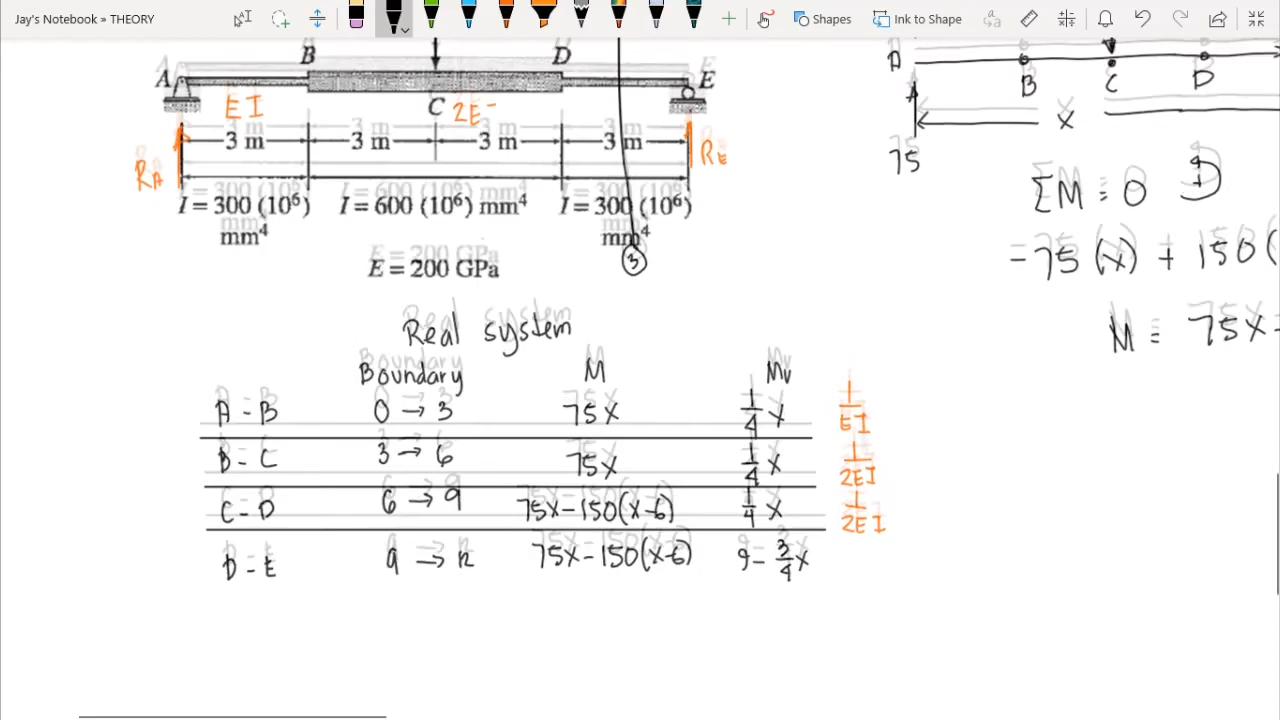 Jay's Notebook » THEORY
Shapes
Ink to Shape
A B C D E
EI 2E
3 m 3 m 3 m 3 m
RA RE
I = 300 (10⁶) mm⁴ I = 600 (10⁶) mm⁴ I = 300 (10⁶) mm⁴
E = 200 GPa
3
Real system
Boundary M Mv
A - B 0 → 3 75x 1/4 x 1/EI
B - C 3 → 6 75x 1/4 x 1/2EI
C - D 6 → 9 75x - 150(x-6) 1/4 x 1/2EI
D - E 9 → 12 75x - 150(x-6) 9 - 3/4 x
A B C D
A
x
75
ΣM = 0
= 75 (x) + 150 (
M = 75x -